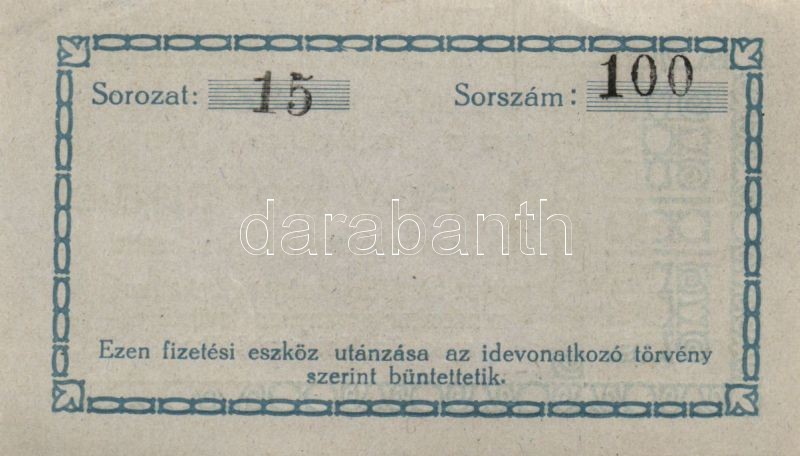 Sorozat: 15 Sorszám: 100
darabanth
Ezen fizetési eszköz utánzása az idevonatkozó törvény
szerint büntettetik.